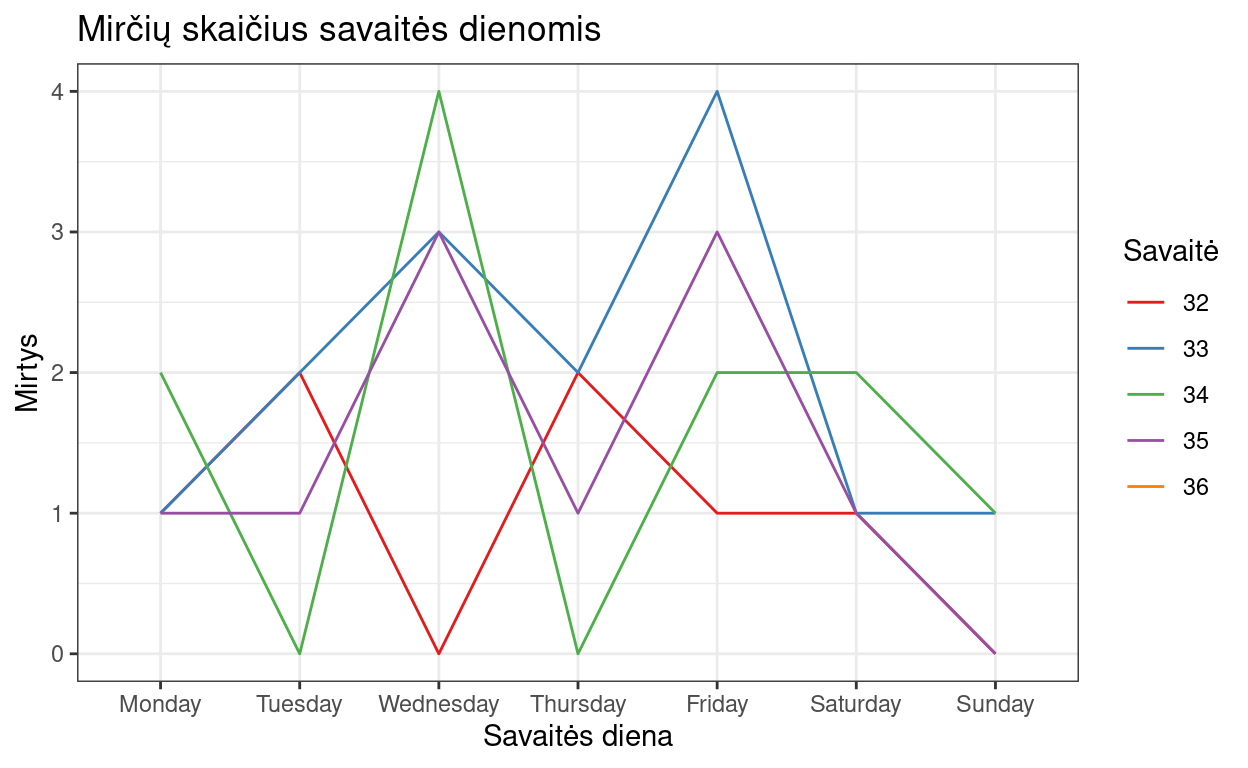 Mirčių skaičius savaitės dienomis
4
3
2
1
0
Mirtys
Monday Tuesday Wednesday Thursday Friday Saturday Sunday
Savaitės diena
Savaitė
32
33
34
35
36